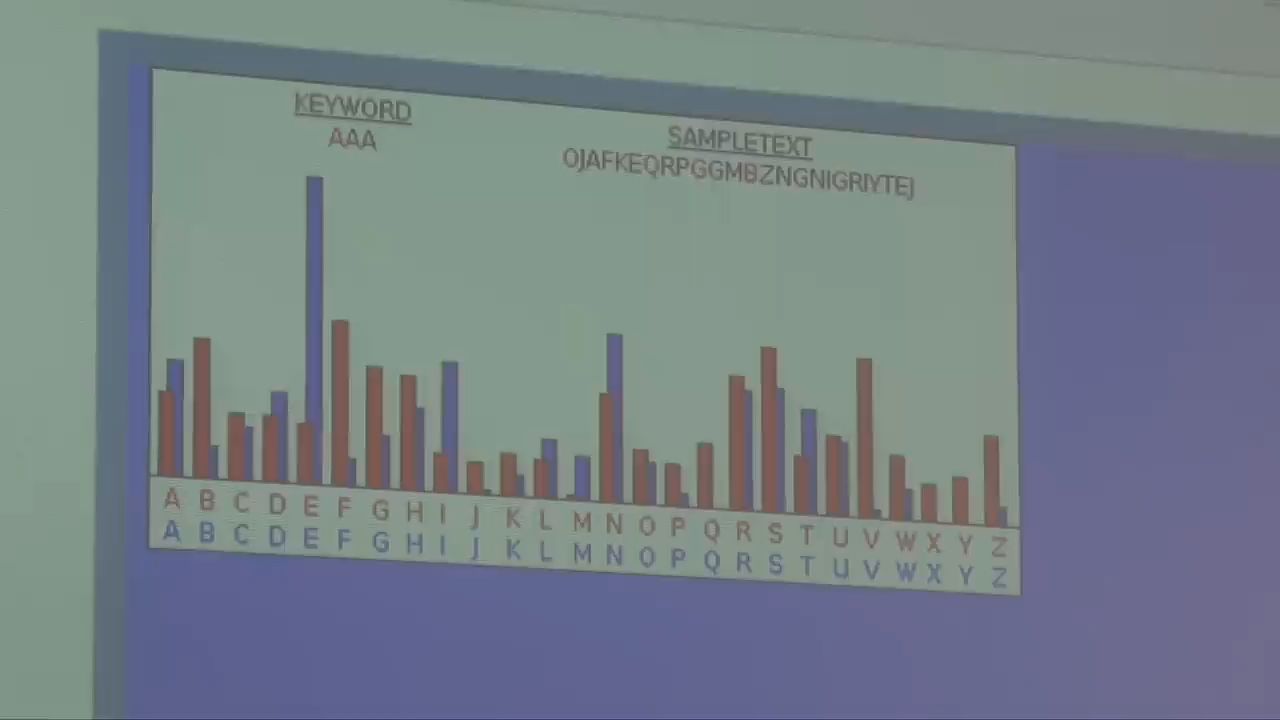 KEYWORD
AAA
SAMPLETEXT
OJAFKEQRPGGMBZNGNIGRIYTEJ
A B C D E F G H I J K L M N O P Q R S T U V W X Y Z
A B C D E F G H I J K L M N O P Q R S T U V W X Y Z